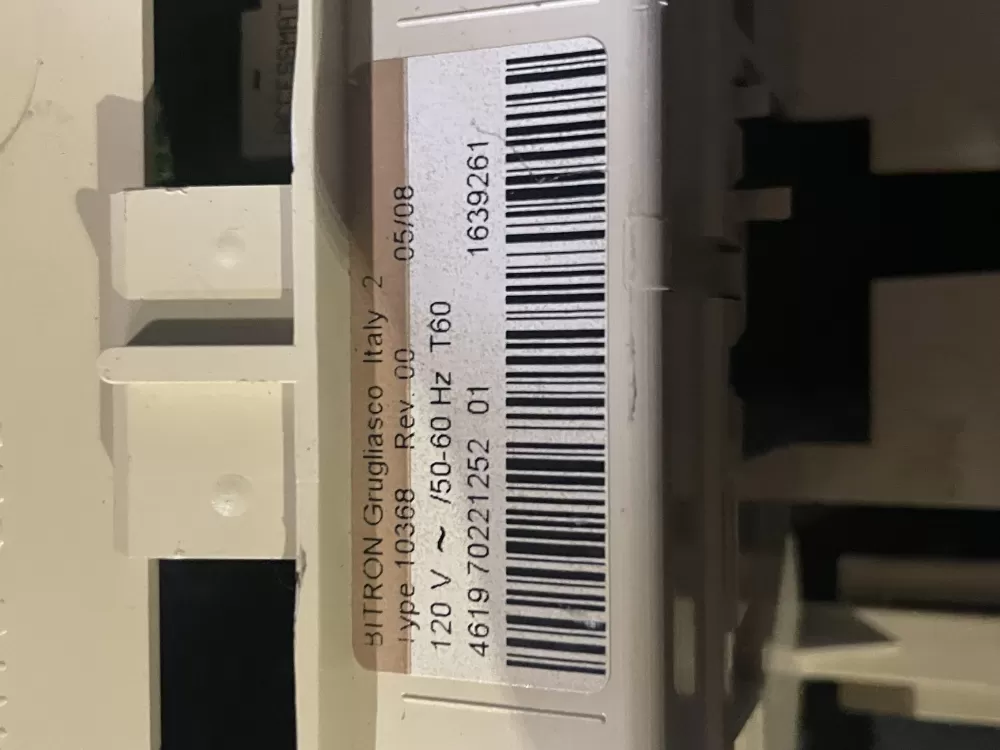 BITRON Grugliasco Italy 2
Type 10368 Rev. 00 05/08
120 V ~ /50-60 Hz T60
4619 70221252 01 1639261